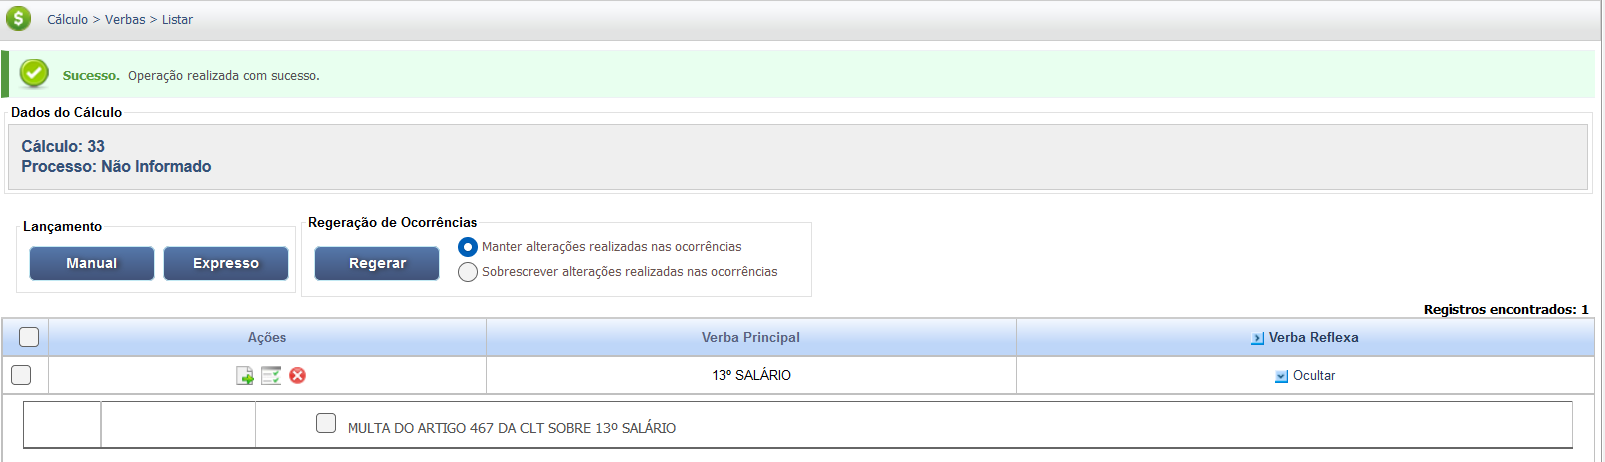 Cálculo > Verbas > Listar
Sucesso. Operação realizada com sucesso.
Dados do Cálculo
Cálculo: 33
Processo: Não Informado
Lançamento
Manual
Expresso
Regeração de Ocorrências
Regerar
Manter alterações realizadas nas ocorrências
Sobrescrever alterações realizadas nas ocorrências
Registros encontrados: 1
Ações Verba Principal Verba Reflexa
13º SALÁRIO Ocultar
MULTA DO ARTIGO 467 DA CLT SOBRE 13º SALÁRIO